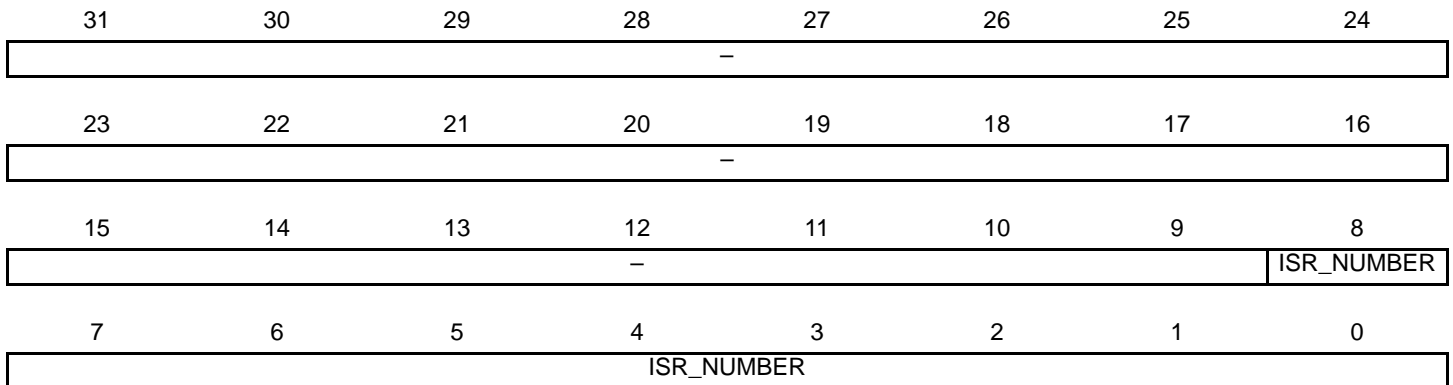 31 30 29 28 27 26 25 24
–
23 22 21 20 19 18 17 16
–
15 14 13 12 11 10 9 8
– ISR_NUMBER
7 6 5 4 3 2 1 0
ISR_NUMBER